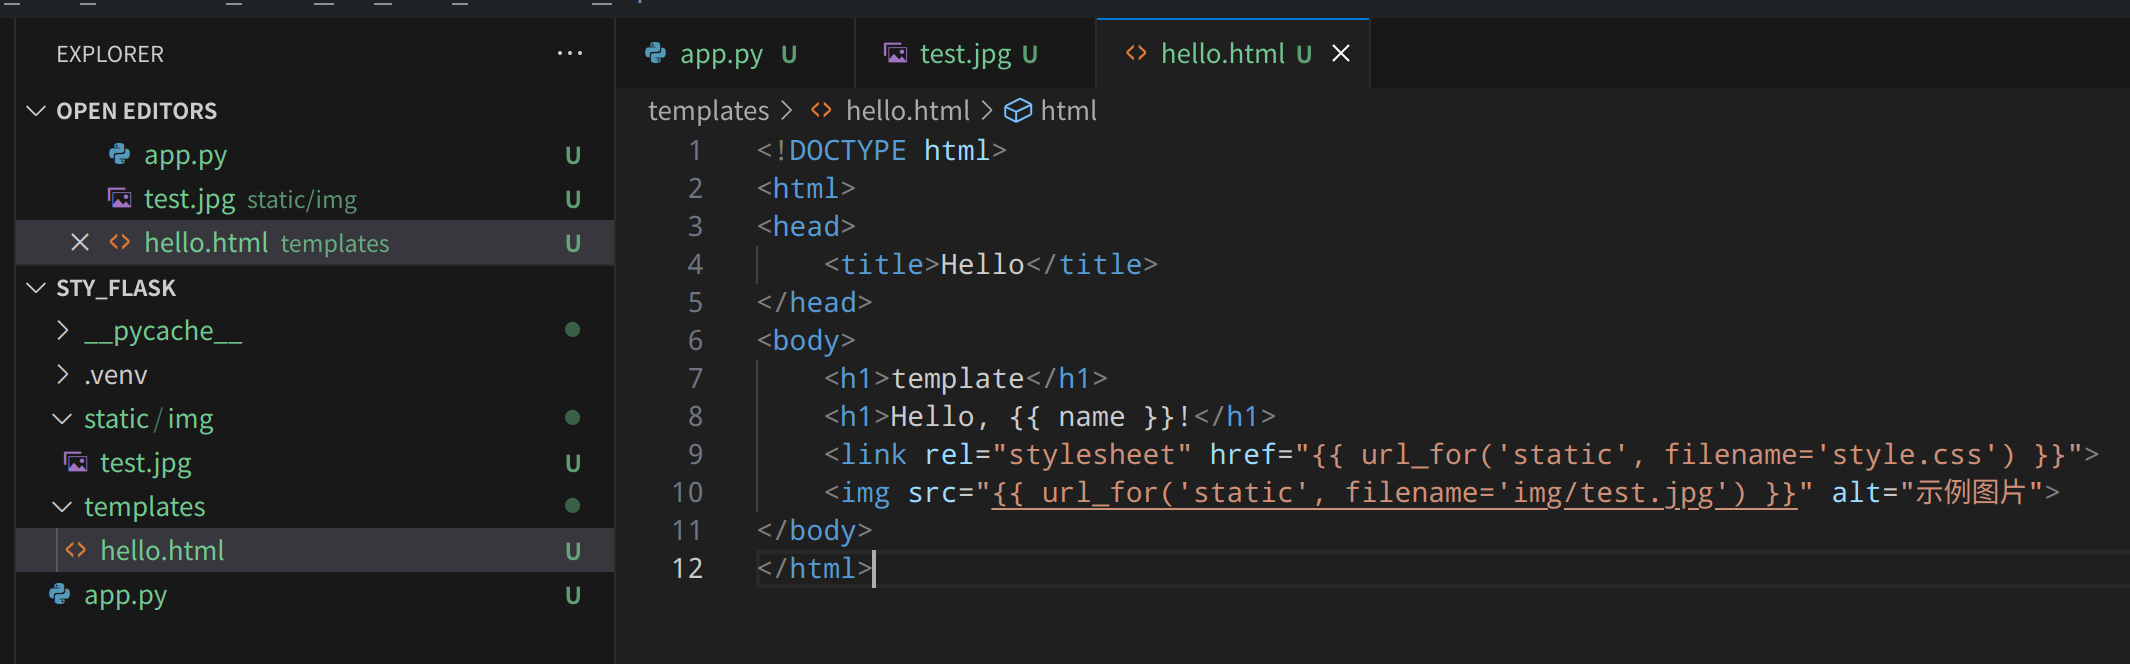 EXPLORER ...
OPEN EDITORS
app.py U
test.jpg static/img U
hello.html templates U
STY_FLASK
__pycache__
.venv
static/img
test.jpg U
templates
hello.html U
app.py U
app.py U test.jpg U hello.html U
templates > hello.html > html
1 <!DOCTYPE html>
2 <html>
3 <head>
4 <title>Hello</title>
5 </head>
6 <body>
7 <h1>template</h1>
8 <h1>Hello, {{ name }}!</h1>
9 <link rel="stylesheet" href="{{ url_for('static', filename='style.css') }}">
10 <img src="{{ url_for('static', filename='img/test.jpg') }}" alt="示例图片">
11 </body>
12 </html>